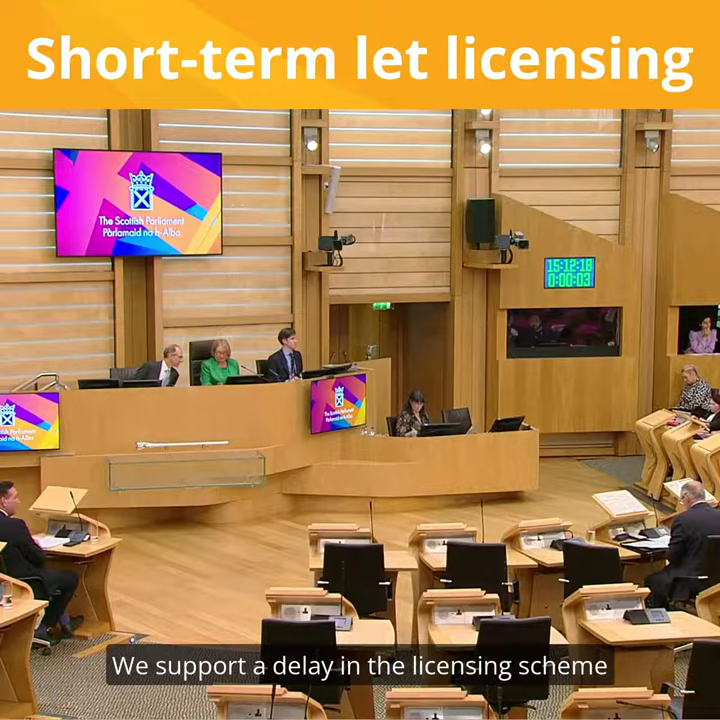 Short-term let licensing
The Scottish Parliament
Pàrlamaid na h-Alba
15:12:18
0:00:03
We support a delay in the licensing scheme